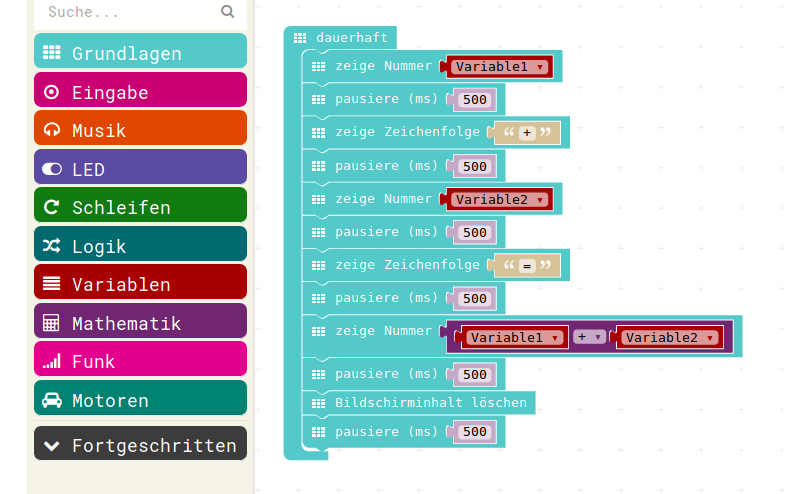 Suche...
Grundlagen
Eingabe
Musik
LED
Schleifen
Logik
Variablen
Mathematik
Funk
Motoren
Fortgeschritten
dauerhaft
zeige Nummer Variable1
pausiere (ms) 500
zeige Zeichenfolge “ + ”
pausiere (ms) 500
zeige Nummer Variable2
pausiere (ms) 500
zeige Zeichenfolge “ = ”
pausiere (ms) 500
zeige Nummer Variable1 + Variable2
pausiere (ms) 500
Bildschirminhalt löschen
pausiere (ms) 500